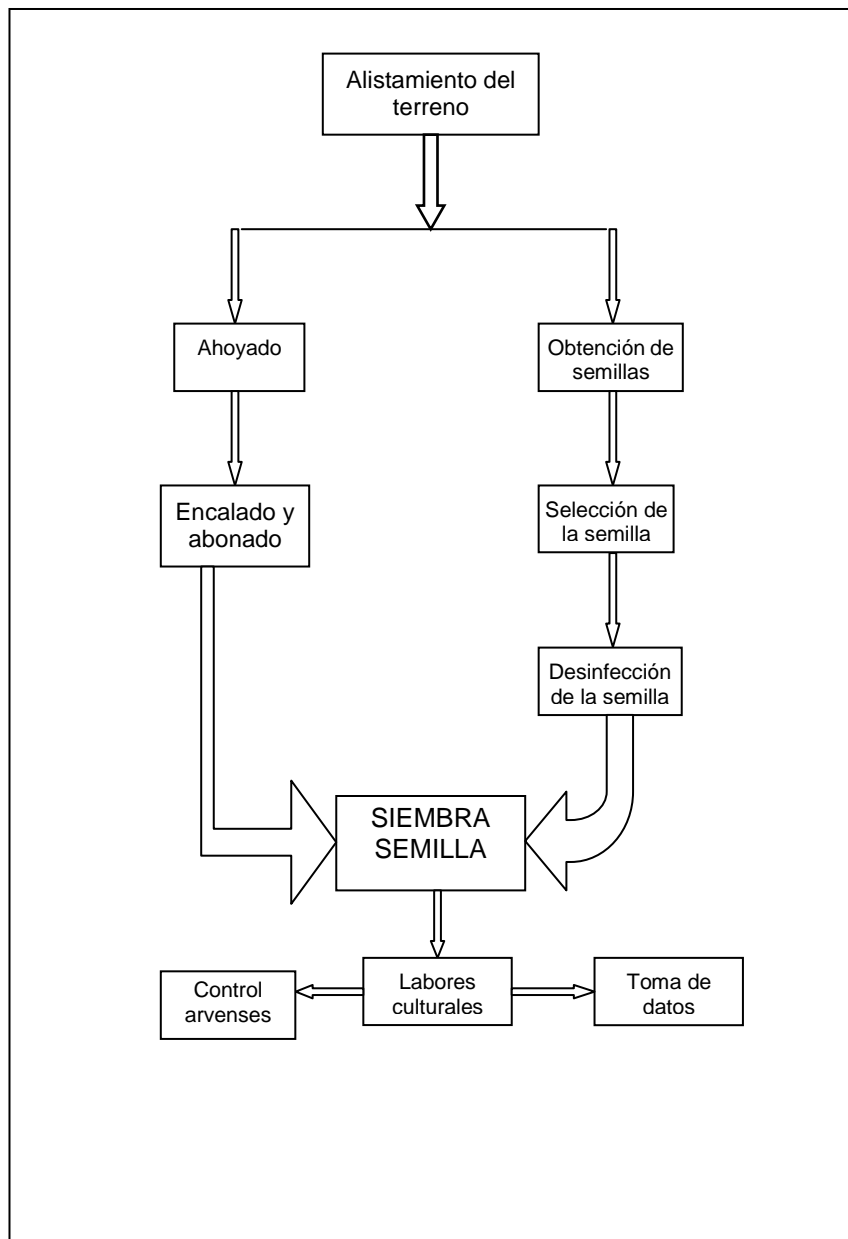 Alistamiento del
terreno
Ahoyado
Obtención de
semillas
Encalado y
abonado
Selección de
la semilla
Desinfección
de la semilla
SIEMBRA
SEMILLA
Control
arvenses
Labores
culturales
Toma de
datos